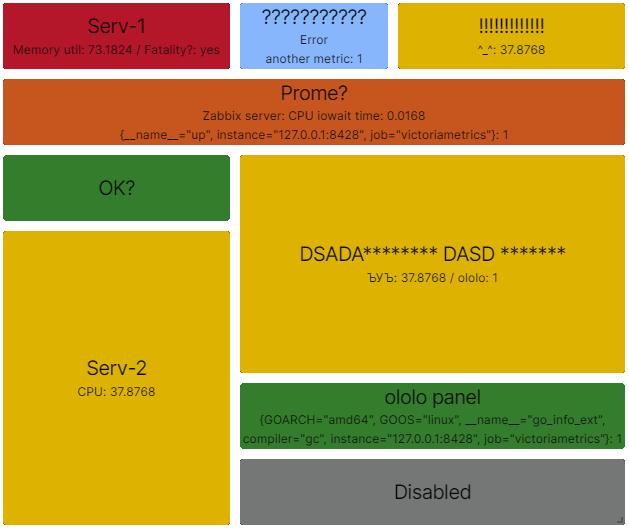 Serv-1
Memory util: 73.1824 / Fatality?: yes
???????????
Error
another metric: 1
!!!!!!!!!!!!!
^_^: 37.8768
Prome?
Zabbix server: CPU iowait time: 0.0168
{__name__="up", instance="127.0.0.1:8428", job="victoriametrics"}: 1
OK?
DSADA******** DASD *******
ЪУЪ: 37.8768 / ololo: 1
Serv-2
CPU: 37.8768
ololo panel
{GOARCH="amd64", GOOS="linux", __name__="go_info_ext",
compiler="gc", instance="127.0.0.1:8428", job="victoriametrics"}: 1
Disabled